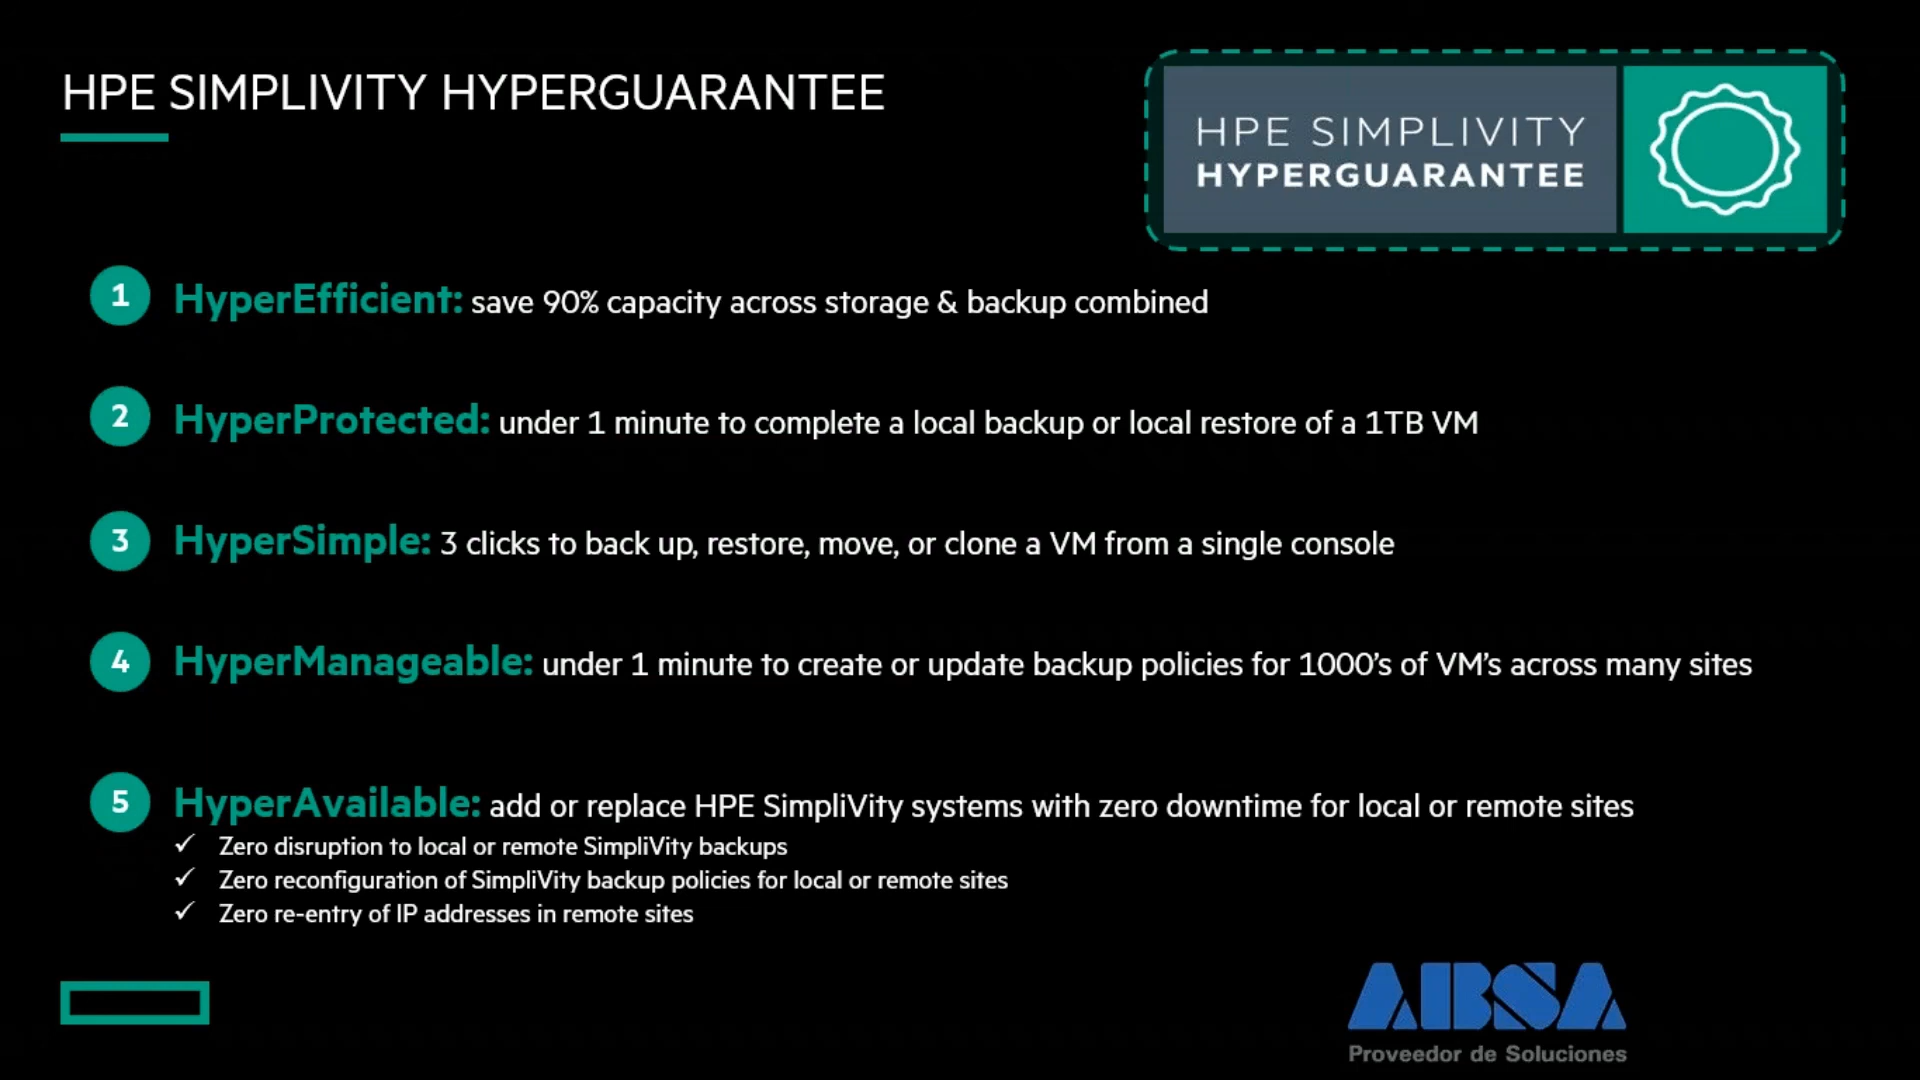 HPE SIMPLIVITY HYPERGUARANTEE
HPE SIMPLIVITY
HYPERGUARANTEE
1 HyperEfficient: save 90% capacity across storage & backup combined
2 HyperProtected: under 1 minute to complete a local backup or local restore of a 1TB VM
3 HyperSimple: 3 clicks to back up, restore, move, or clone a VM from a single console
4 HyperManageable: under 1 minute to create or update backup policies for 1000’s of VM’s across many sites
5 HyperAvailable: add or replace HPE SimpliVity systems with zero downtime for local or remote sites
✓ Zero disruption to local or remote SimpliVity backups
✓ Zero reconfiguration of SimpliVity backup policies for local or remote sites
✓ Zero re-entry of IP addresses in remote sites
ABSA
Proveedor de Soluciones